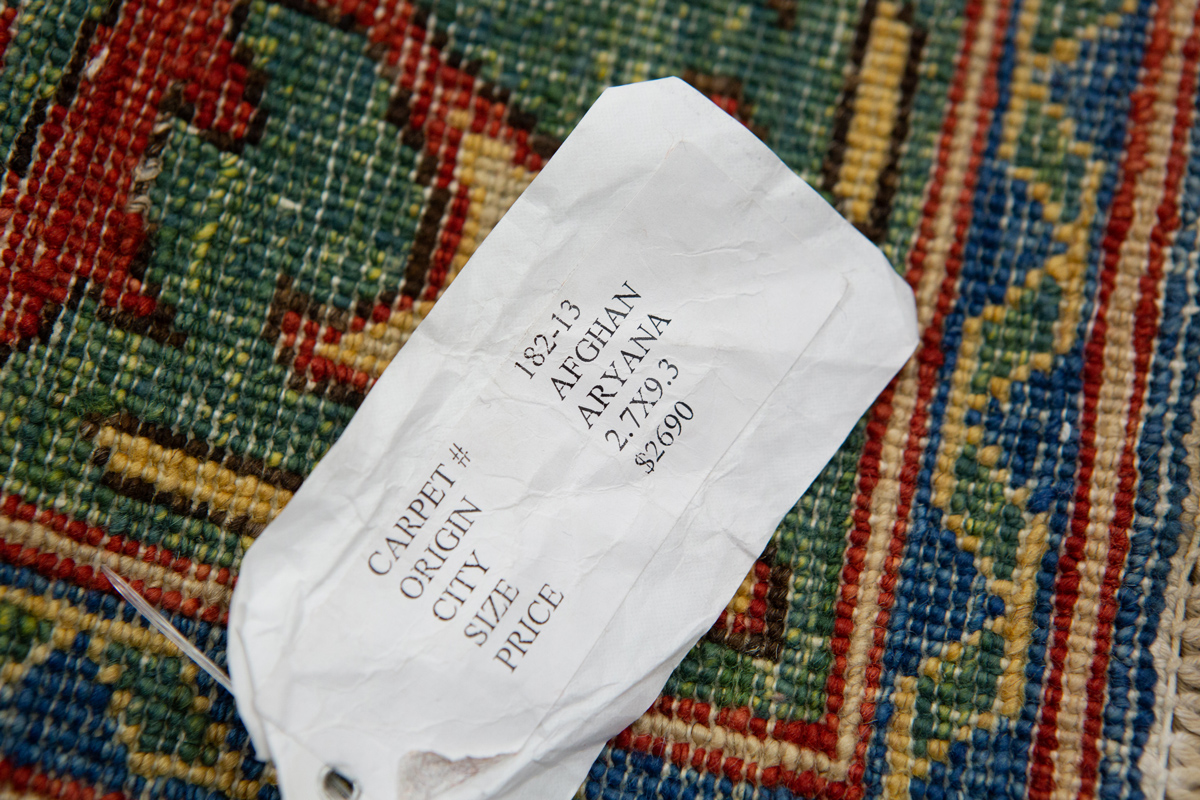 CARPET # 182-13
ORIGIN AFGHAN
CITY ARYANA
SIZE 2.7X9.3
PRICE $2690